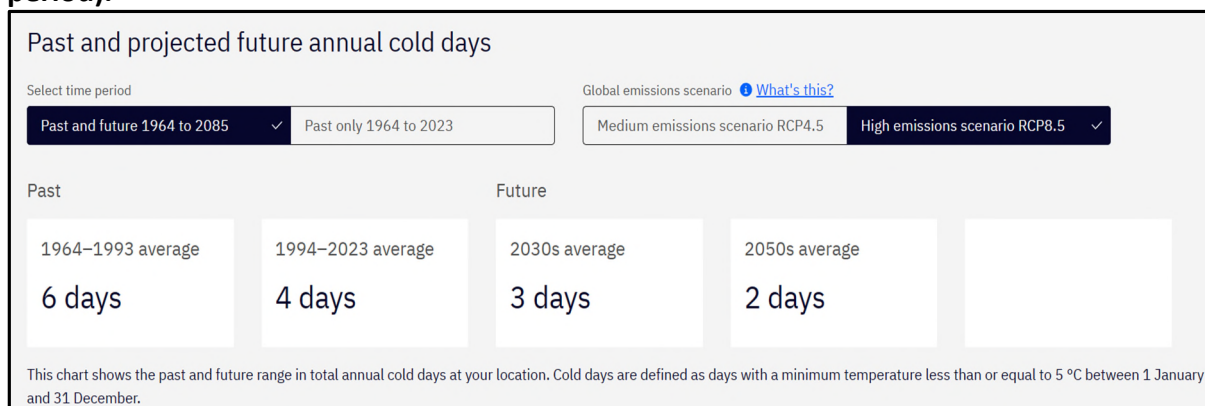 period).
Past and projected future annual cold days
Select time period
Global emissions scenario What's this?
Past and future 1964 to 2085
Past only 1964 to 2023
Medium emissions scenario RCP4.5
High emissions scenario RCP8.5
Past
Future
1964–1993 average
6 days
1994–2023 average
4 days
2030s average
3 days
2050s average
2 days
This chart shows the past and future range in total annual cold days at your location. Cold days are defined as days with a minimum temperature less than or equal to 5 °C between 1 January
and 31 December.